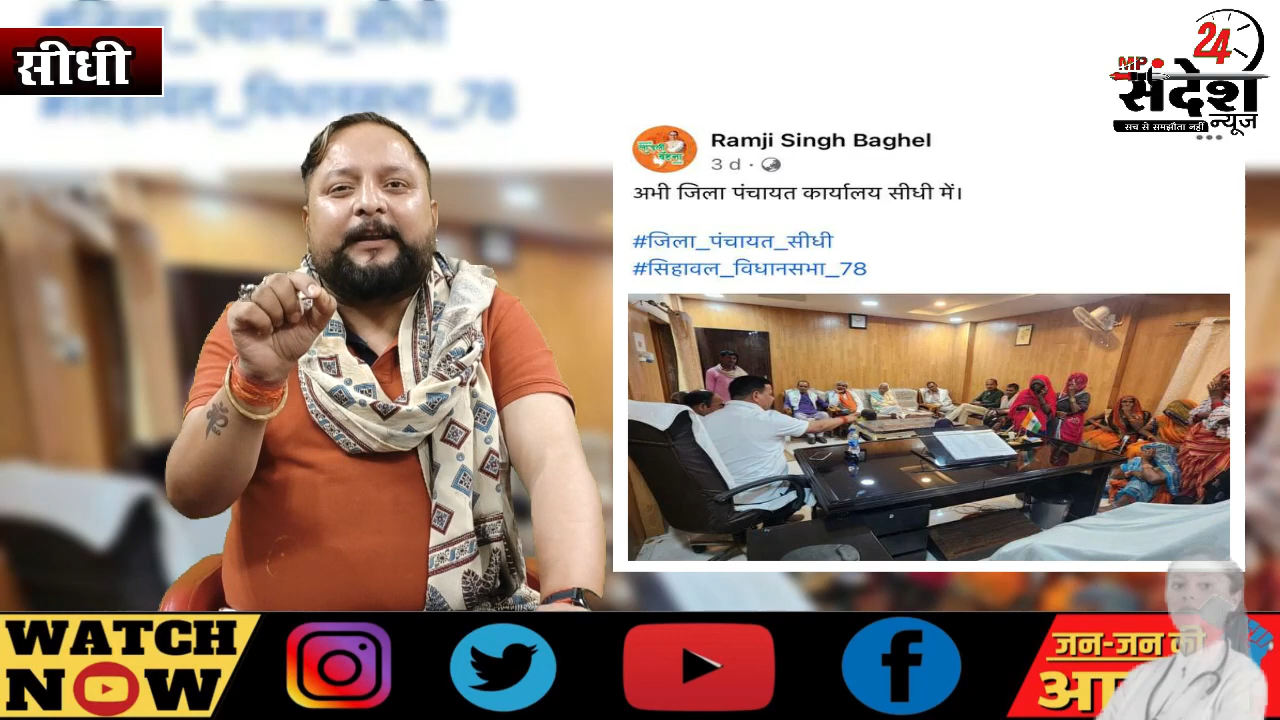 सीधी
MP
24
संदेश
सच से समझौता नहीं
न्यूज
Ramji Singh Baghel
3 d ·
अभी जिला पंचायत कार्यालय सीधी में।
#जिला_पंचायत_सीधी
#सिहावल_विधानसभा_78
WATCH
NOW
जन-जन की